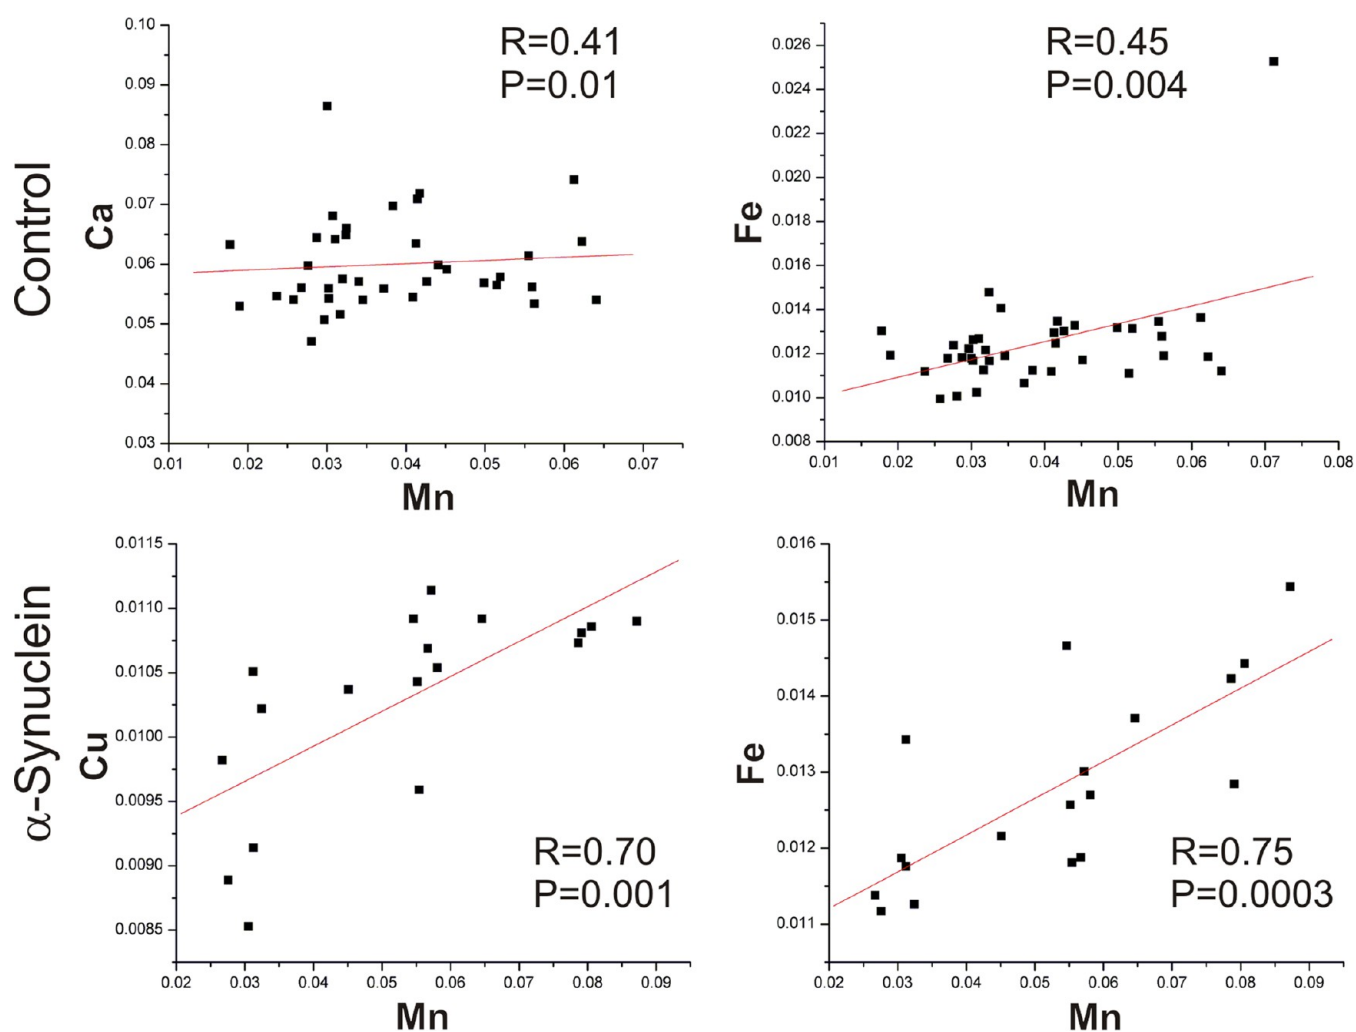 Control
R=0.41
P=0.01
Ca
0.10
0.09
0.08
0.07
0.06
0.05
0.04
0.03
0.01 0.02 0.03 0.04 0.05 0.06 0.07
Mn
R=0.45
P=0.004
Fe
0.026
0.024
0.022
0.020
0.018
0.016
0.014
0.012
0.010
0.008
0.01 0.02 0.03 0.04 0.05 0.06 0.07 0.08
Mn
α-Synuclein
Cu
0.0115
0.0110
0.0105
0.0100
0.0095
0.0090
0.0085
R=0.70
P=0.001
0.02 0.03 0.04 0.05 0.06 0.07 0.08 0.09
Mn
Fe
0.016
0.015
0.014
0.013
0.012
0.011
R=0.75
P=0.0003
0.02 0.03 0.04 0.05 0.06 0.07 0.08 0.09
Mn